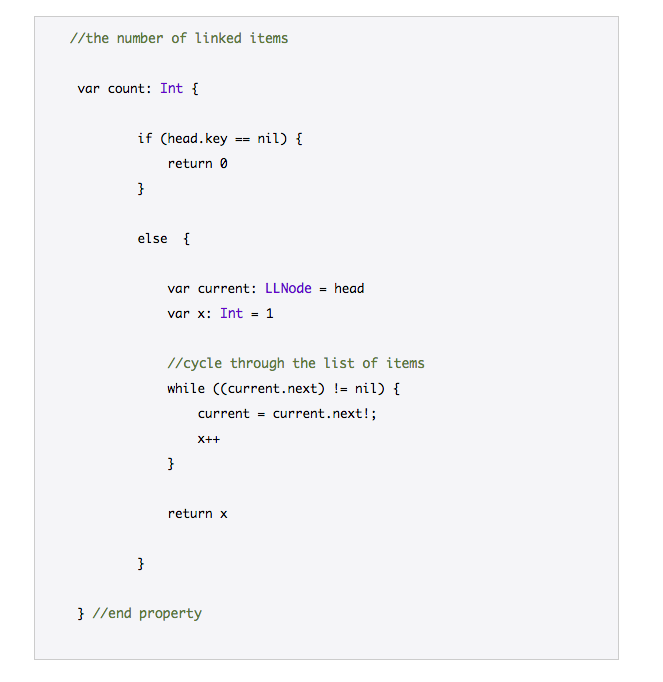 //the number of linked items
var count: Int {
if (head.key == nil) {
return 0
}
else  {
var current: LLNode = head
var x: Int = 1
//cycle through the list of items
while ((current.next) != nil) {
current = current.next!;
x++
}
return x
}
} //end property